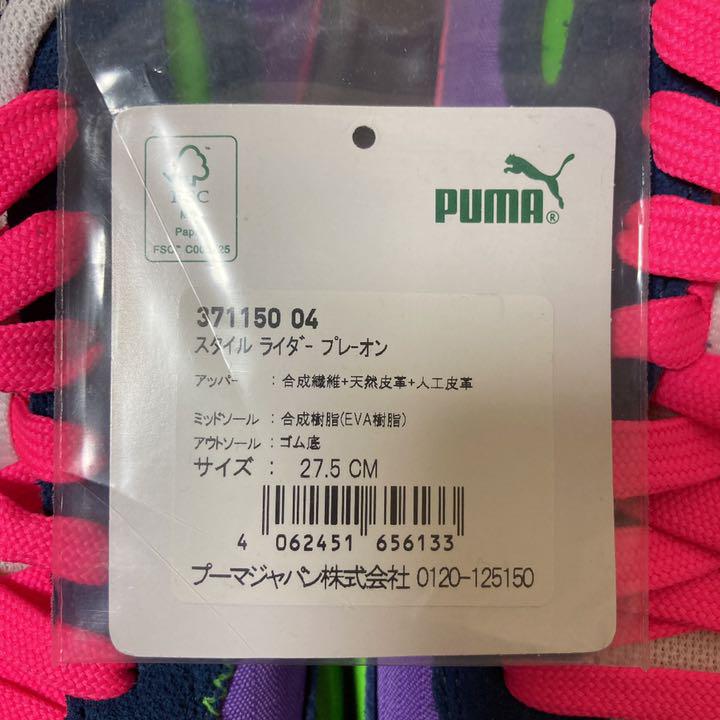 PUMA®
FSC
Pap
FSC™ C00 25
371150 04
スタイル ライダー プレーオン
アッパー : 合成繊維+天然皮革+人工皮革
ミッドソール : 合成樹脂(EVA樹脂)
アウトソール : ゴム底
サイズ : 27.5 CM
4 062451 656133
プーマジャパン株式会社 0120-125150